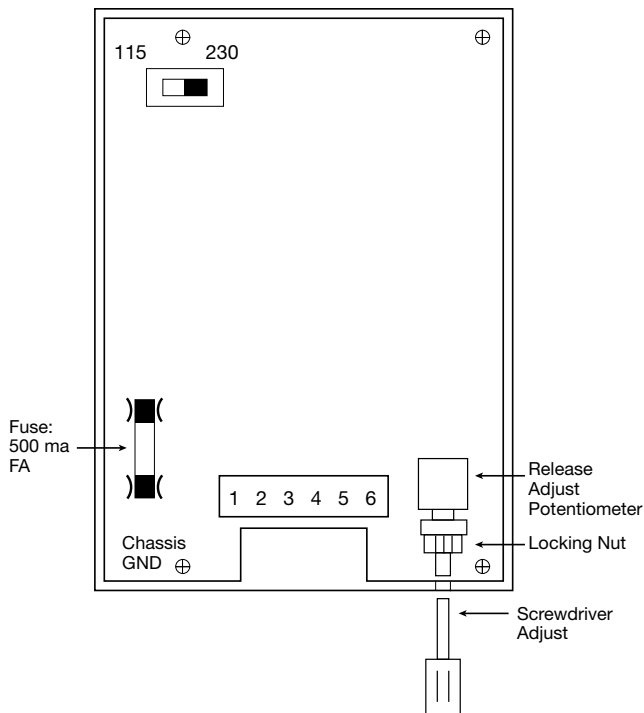 115 230
Fuse:
500 ma
FA
1 2 3 4 5 6
Release
Adjust
Potentiometer
Locking Nut
Chassis
GND
Screwdriver
Adjust